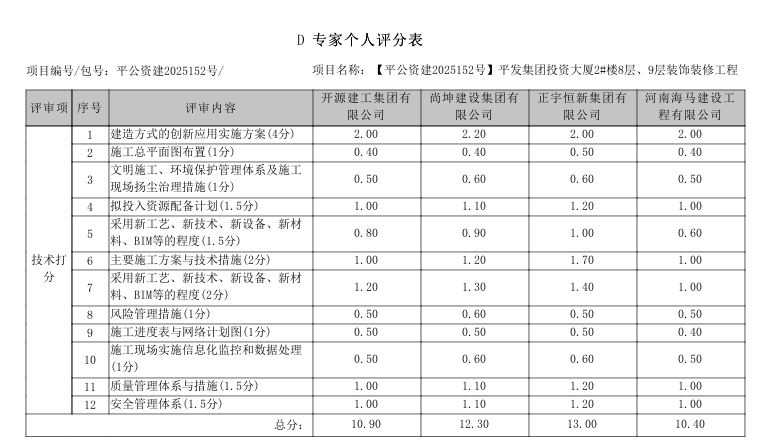 D 专家个人评分表
项目编号/包号: 平公资建2025152号/ 项目名称: 【平公资建2025152号】平发集团投资大厦2#楼8层、9层装饰装修工程
评审项 序号 评审内容 开源建工集团有限公司 尚坤建设集团有限公司 正宇恒新集团有限公司 河南海马建设工程有限公司
技术打分
1 建造方式的创新应用实施方案(4分) 2.00 2.20 2.00 2.00
2 施工总平面图布置(1分) 0.40 0.40 0.50 0.40
3 文明施工、环境保护管理体系及施工现场扬尘治理措施(1分) 0.50 0.60 0.60 0.50
4 拟投入资源配备计划(1.5分) 1.00 1.10 1.20 1.00
5 采用新工艺、新技术、新设备、新材料、BIM等的程度(1.5分) 0.80 0.90 1.00 0.60
6 主要施工方案与技术措施(2分) 1.00 1.20 1.70 1.00
7 采用新工艺、新技术、新设备、新材料、BIM等的程度(2分) 1.20 1.30 1.40 1.00
8 风险管理措施(1分) 0.50 0.60 0.50 0.50
9 施工进度表与网络计划图(1分) 0.50 0.50 0.50 0.40
10 施工现场实施信息化监控和数据处理(1分) 0.50 0.60 0.60 0.50
11 质量管理体系与措施(1.5分) 1.00 1.10 1.20 1.00
12 安全管理体系(1.5分) 1.00 1.10 1.20 1.00
总分: 10.90 12.30 13.00 10.40